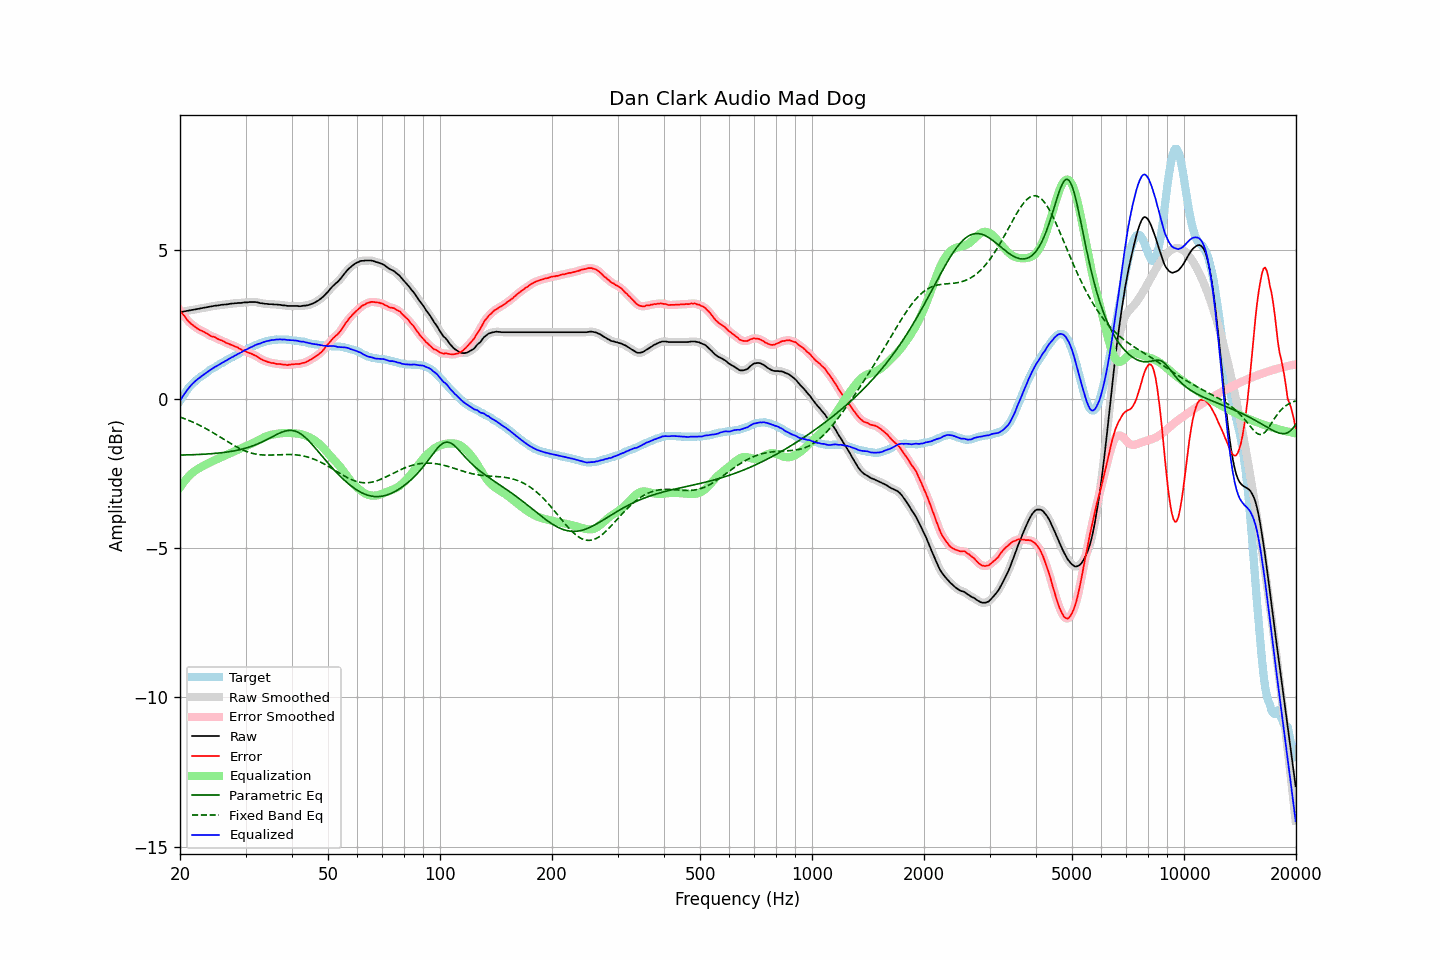 Dan Clark Audio Mad Dog
Amplitude (dBr)
5
0
−5
−10
−15
Target
Raw Smoothed
Error Smoothed
Raw
Error
Equalization
Parametric Eq
Fixed Band Eq
Equalized
20 50 100 200 500 1000 2000 5000 10000 20000
Frequency (Hz)